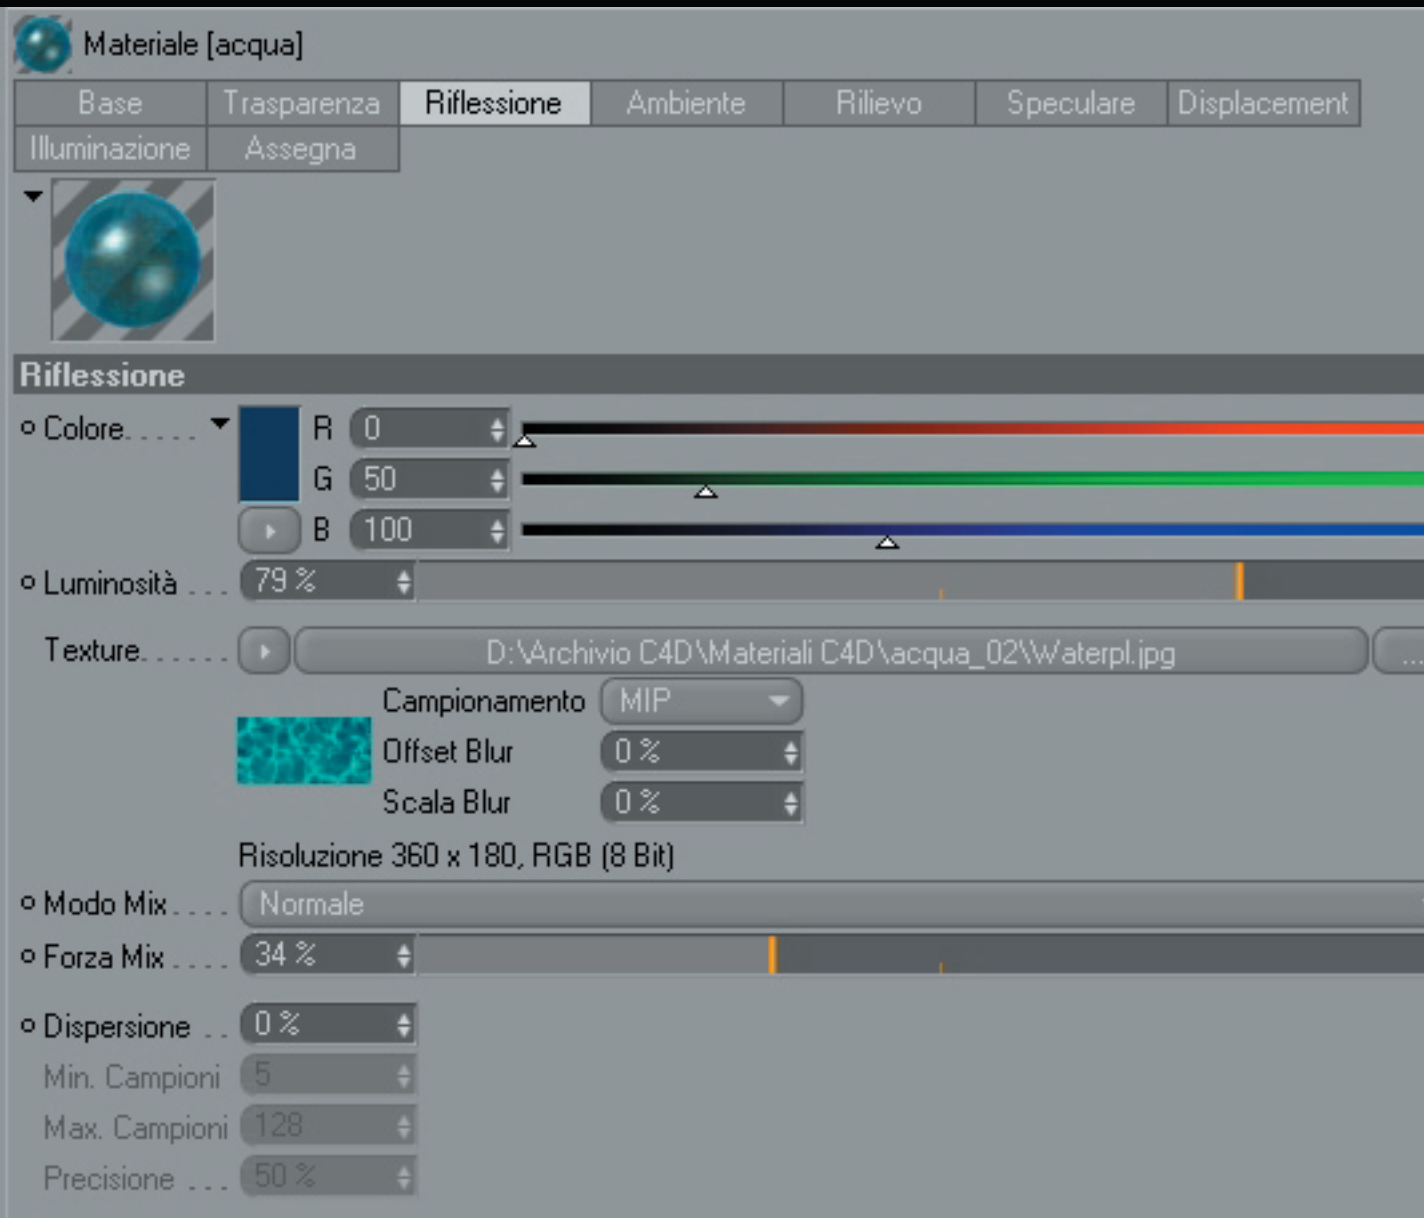 Materiale [acqua]
Base Trasparenza Riflessione Ambiente Rilievo Speculare Displacement
Illuminazione Assegna
Riflessione
Colore..... R 0
G 50
B 100
Luminosità ... 79 %
Texture...... D:\Archivio C4D\Materiali C4D\acqua_02\Waterpl.jpg ...
Campionamento MIP
Offset Blur 0 %
Scala Blur 0 %
Risoluzione 360 x 180, RGB (8 Bit)
Modo Mix.... Normale
Forza Mix.... 34 %
Dispersione .. 0 %
Min. Campioni 5
Max. Campioni 128
Precisione ... 50 %